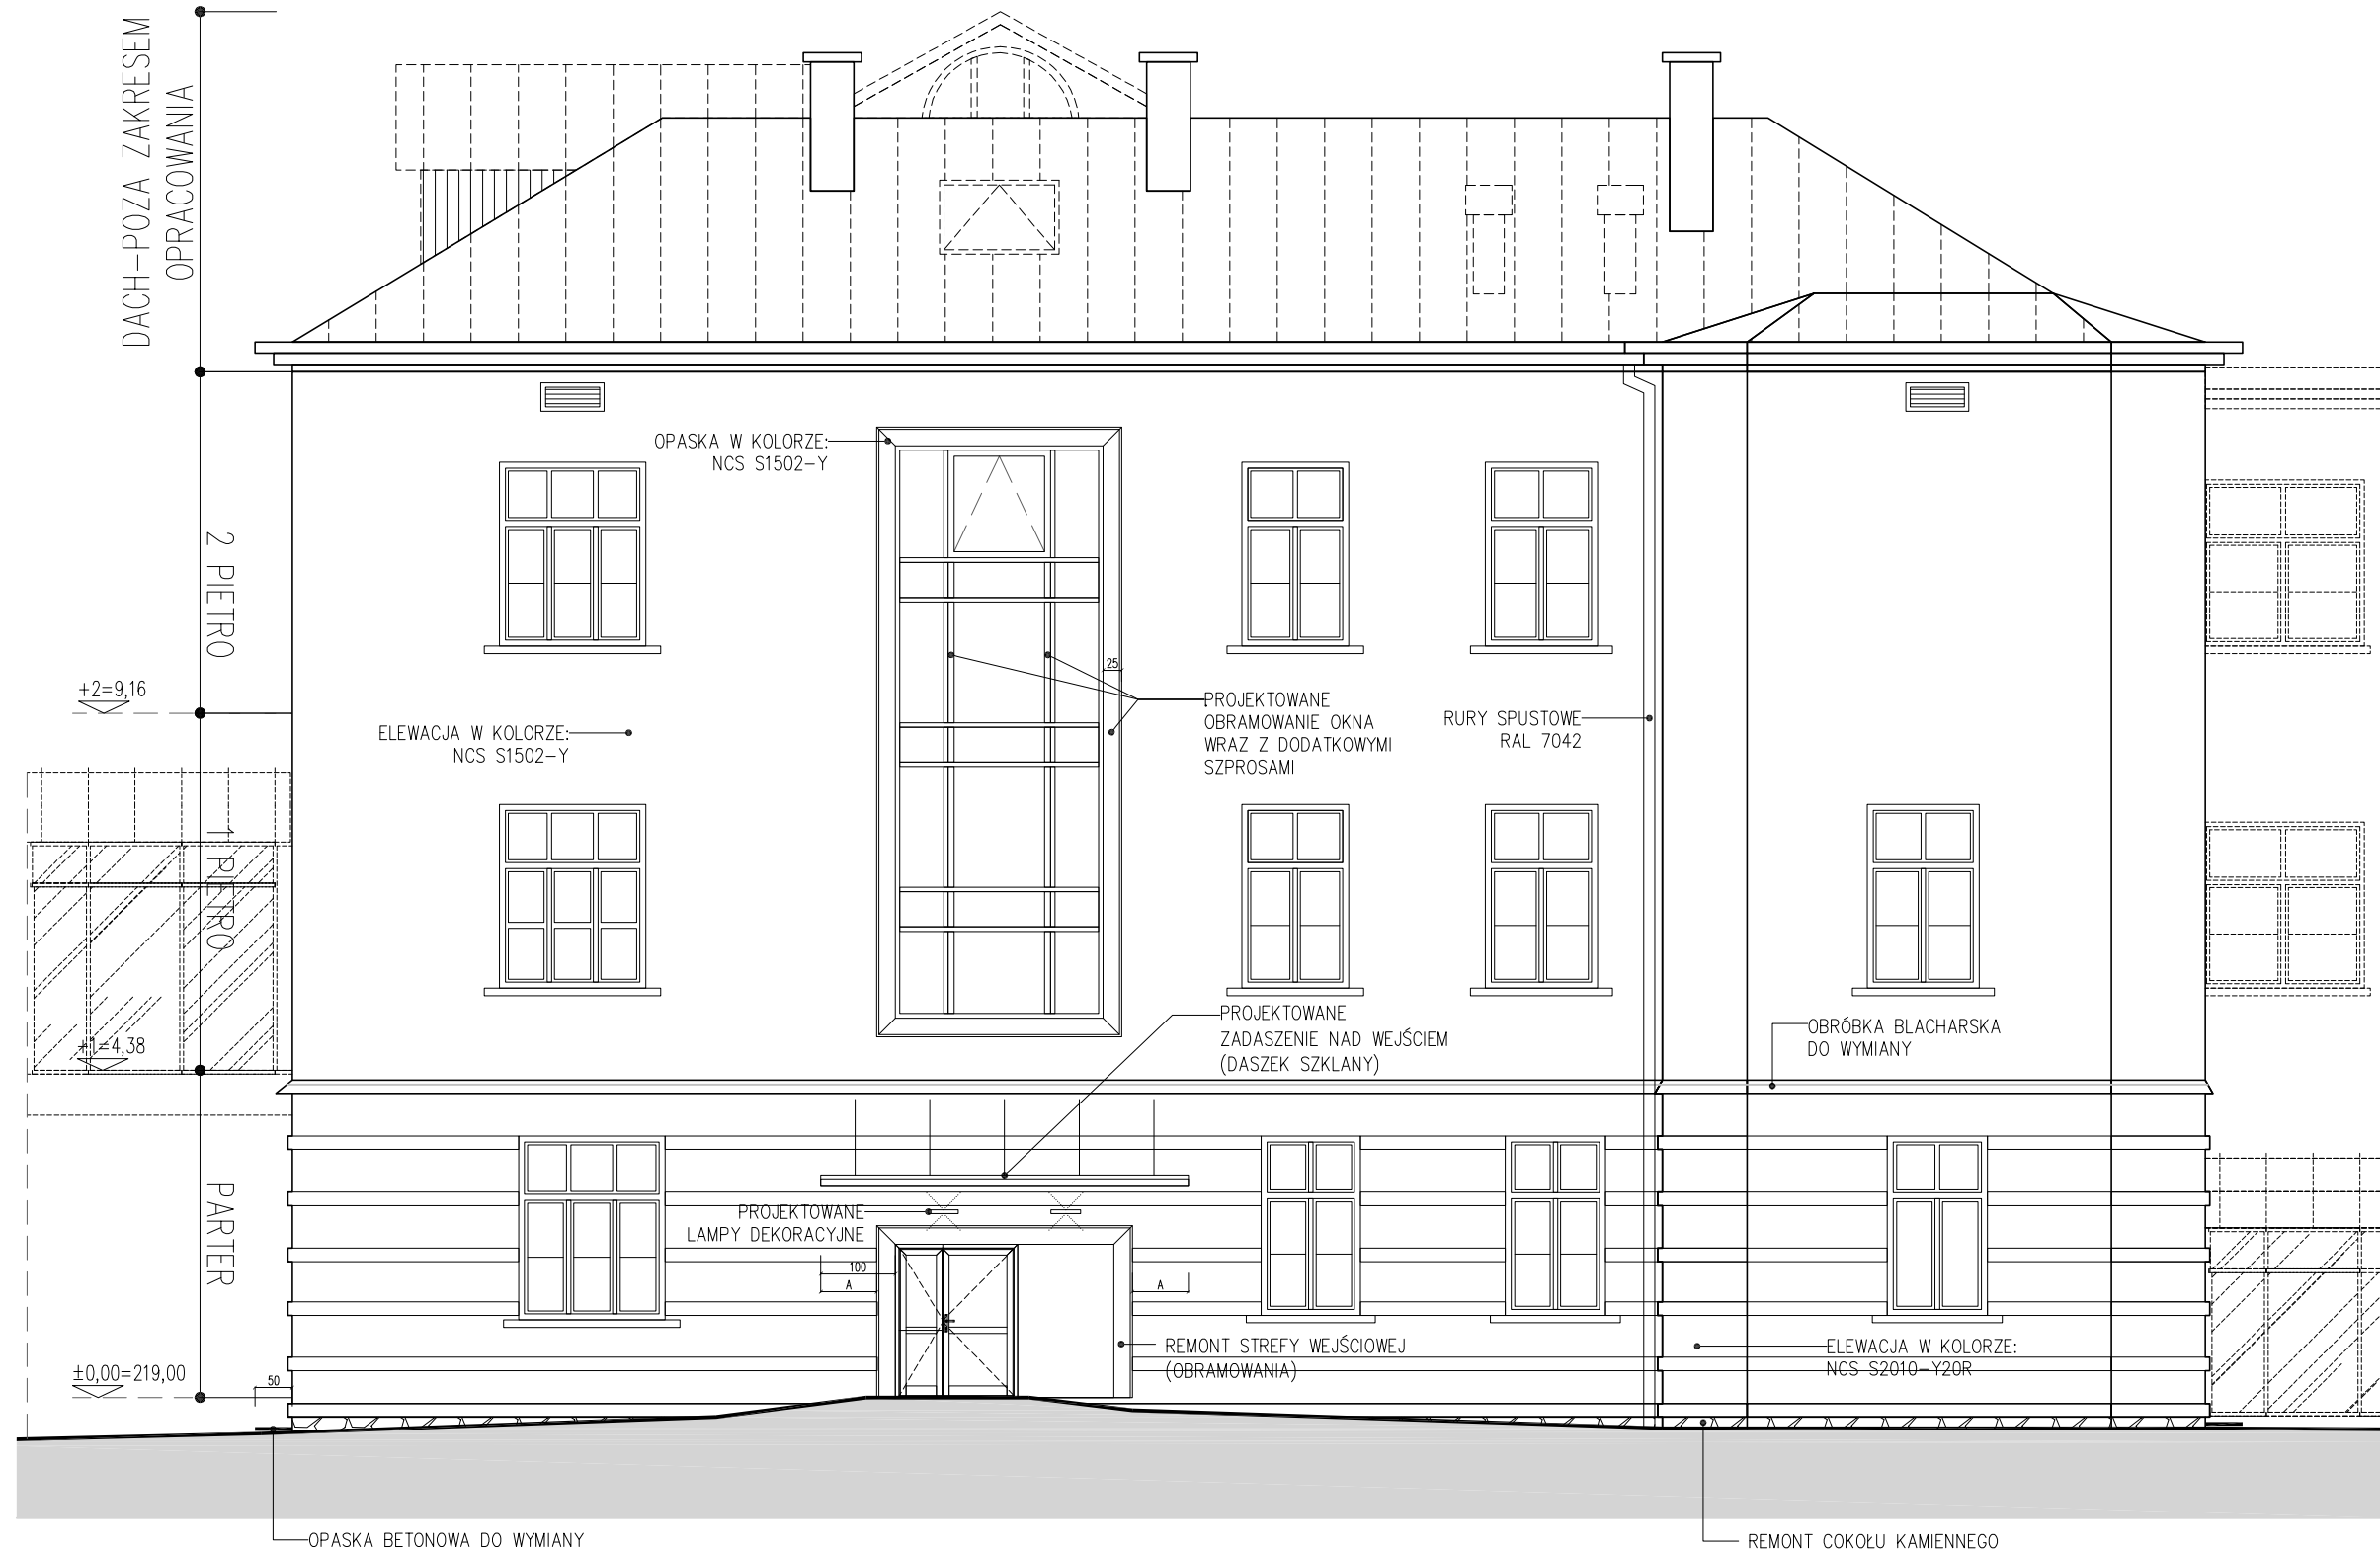 DACH-POZA ZAKRESEM
OPRACOWANIA
OPASKA W KOLORZE:
NCS S1502-Y
2 PIETRO
25
+2=9,16
PROJEKTOWANE
OBRAMOWANIE OKNA
WRAZ Z DODATKOWYMI
SZPROSAMI
RURY SPUSTOWE
RAL 7042
ELEWACJA W KOLORZE:
NCS S1502-Y
1 PIETRO
PROJEKTOWANE
ZADASZENIE NAD WEJŚCIEM
(DASZEK SZKLANY)
OBRÓBKA BLACHARSKA
DO WYMIANY
+1=4,38
PARTER
PROJEKTOWANE
LAMPY DEKORACYJNE
100
A
A
REMONT STREFY WEJŚCIOWEJ
(OBRAMOWANIA)
ELEWACJA W KOLORZE:
NCS S2010-Y20R
±0,00=219,00
50
OPASKA BETONOWA DO WYMIANY
REMONT COKOŁU KAMIENNEGO